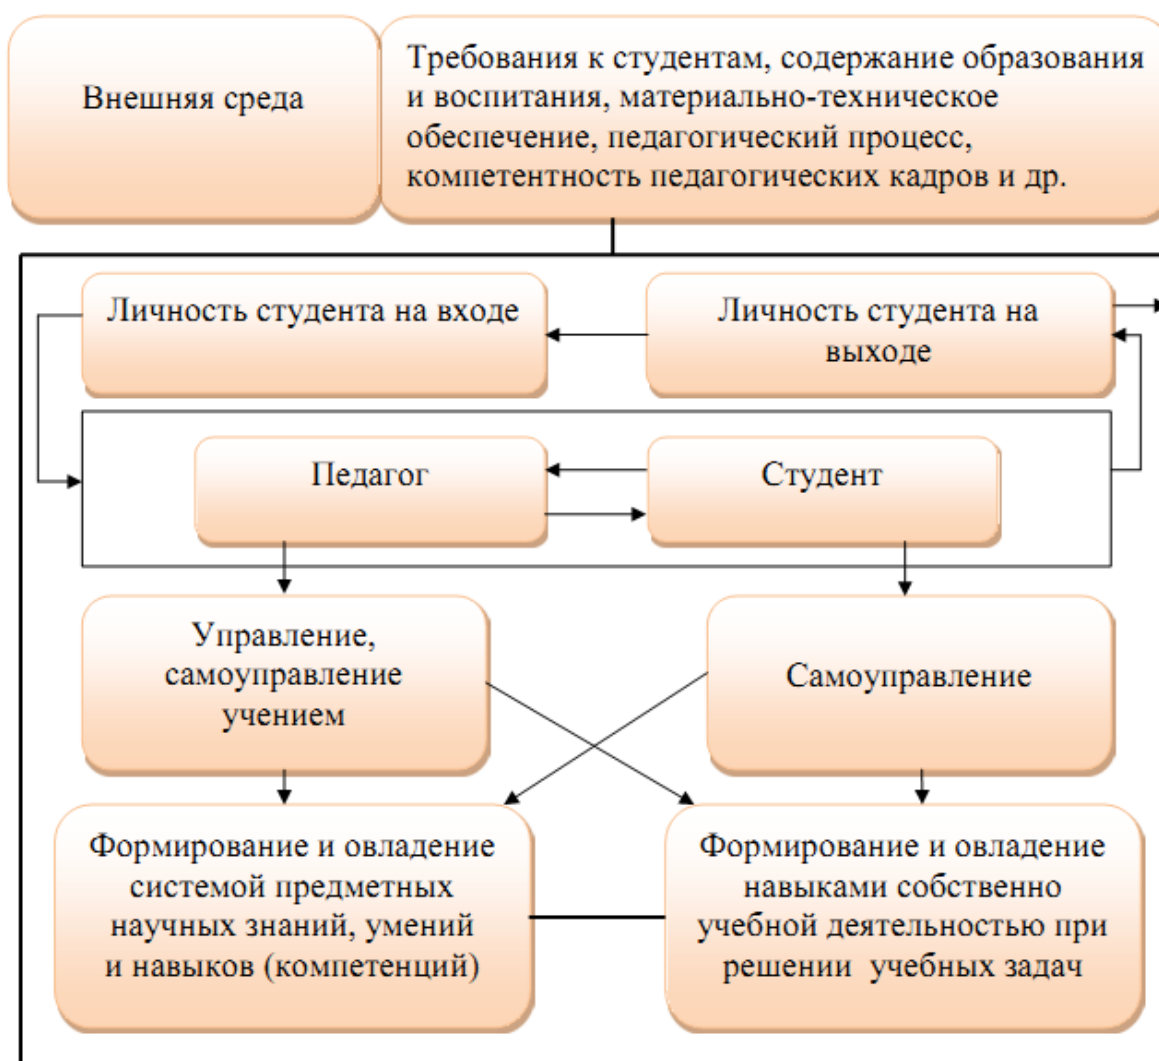 Внешняя среда
Требования к студентам, содержание образования
и воспитания, материально-техническое
обеспечение, педагогический процесс,
компетентность педагогических кадров и др.
Личность студента на входе
Личность студента на
выходе
Педагог
Студент
Управление,
самоуправление
учением
Самоуправление
Формирование и овладение
системой предметных
научных знаний, умений
и навыков (компетенций)
Формирование и овладение
навыками собственно
учебной деятельностью при
решении учебных задач